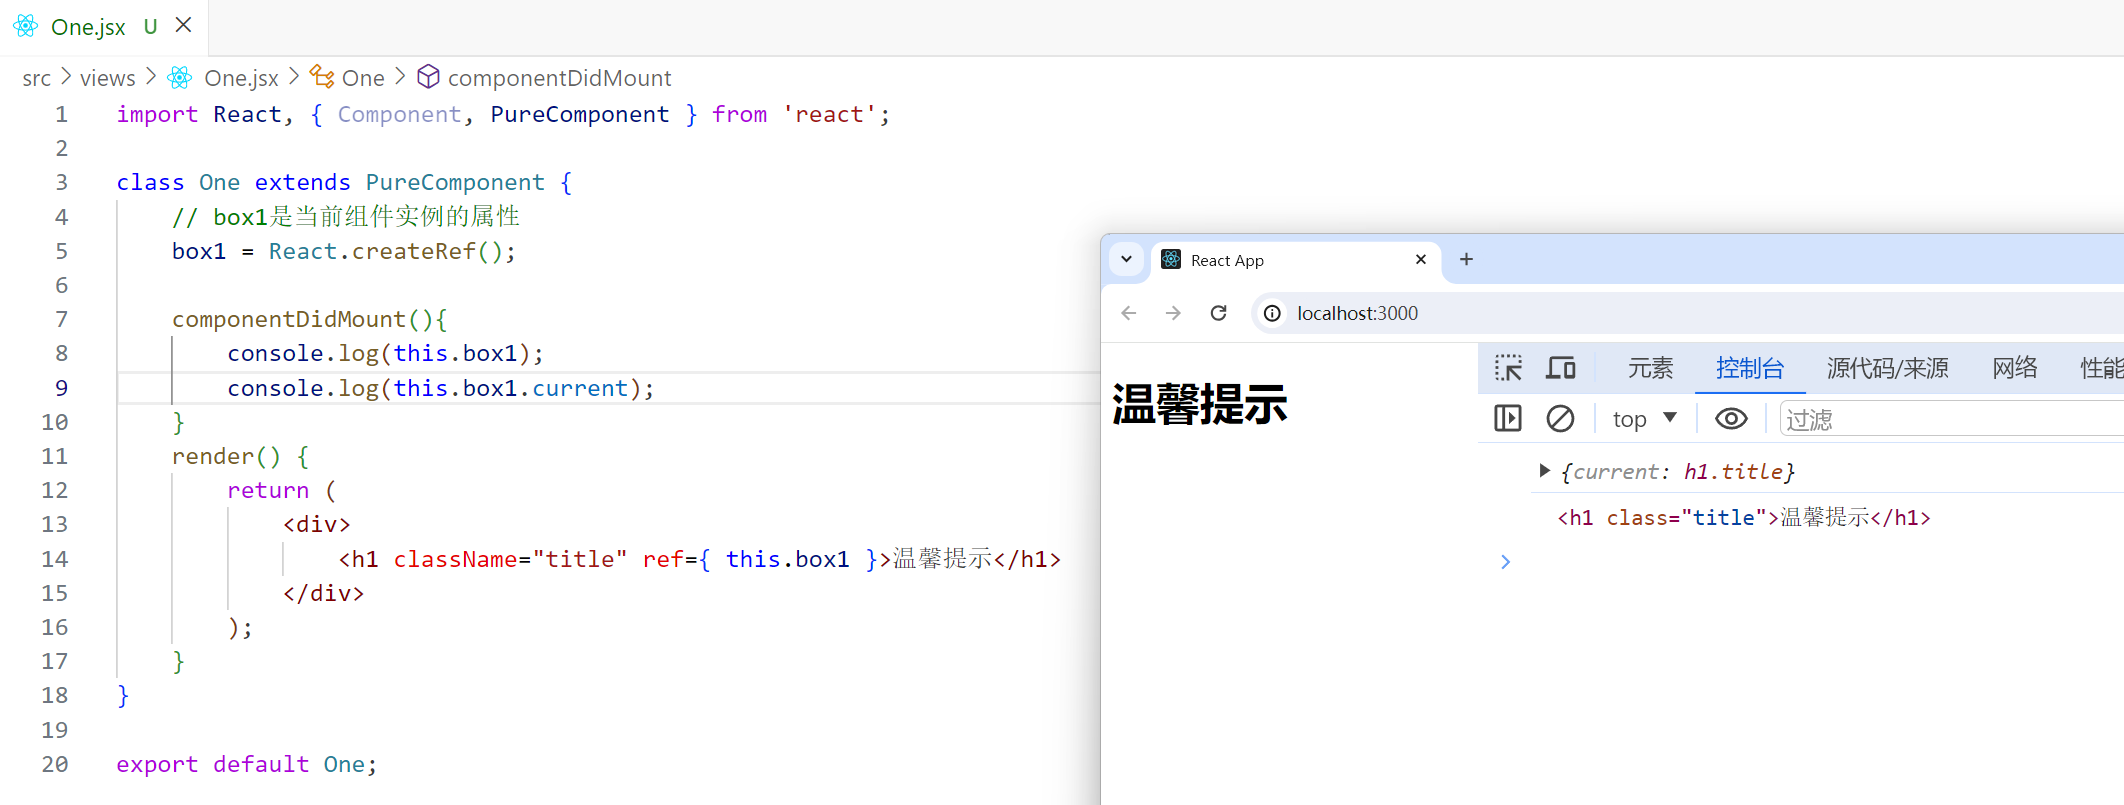 One.jsx U
src > views > One.jsx > One > componentDidMount
1 import React, { Component, PureComponent } from 'react';
2
3 class One extends PureComponent {
4 // box1是当前组件实例的属性
5 box1 = React.createRef();
6
7 componentDidMount(){
8 console.log(this.box1);
9 console.log(this.box1.current);
10 }
11 render() {
12 return (
13 <div>
14 <h1 className="title" ref={ this.box1 }>温馨提示</h1>
15 </div>
16 );
17 }
18 }
19
20 export default One;
React App
localhost:3000
温馨提示
元素 控制台 源代码/来源 网络 性能
top 过滤
{current: h1.title}
<h1 class="title">温馨提示</h1>